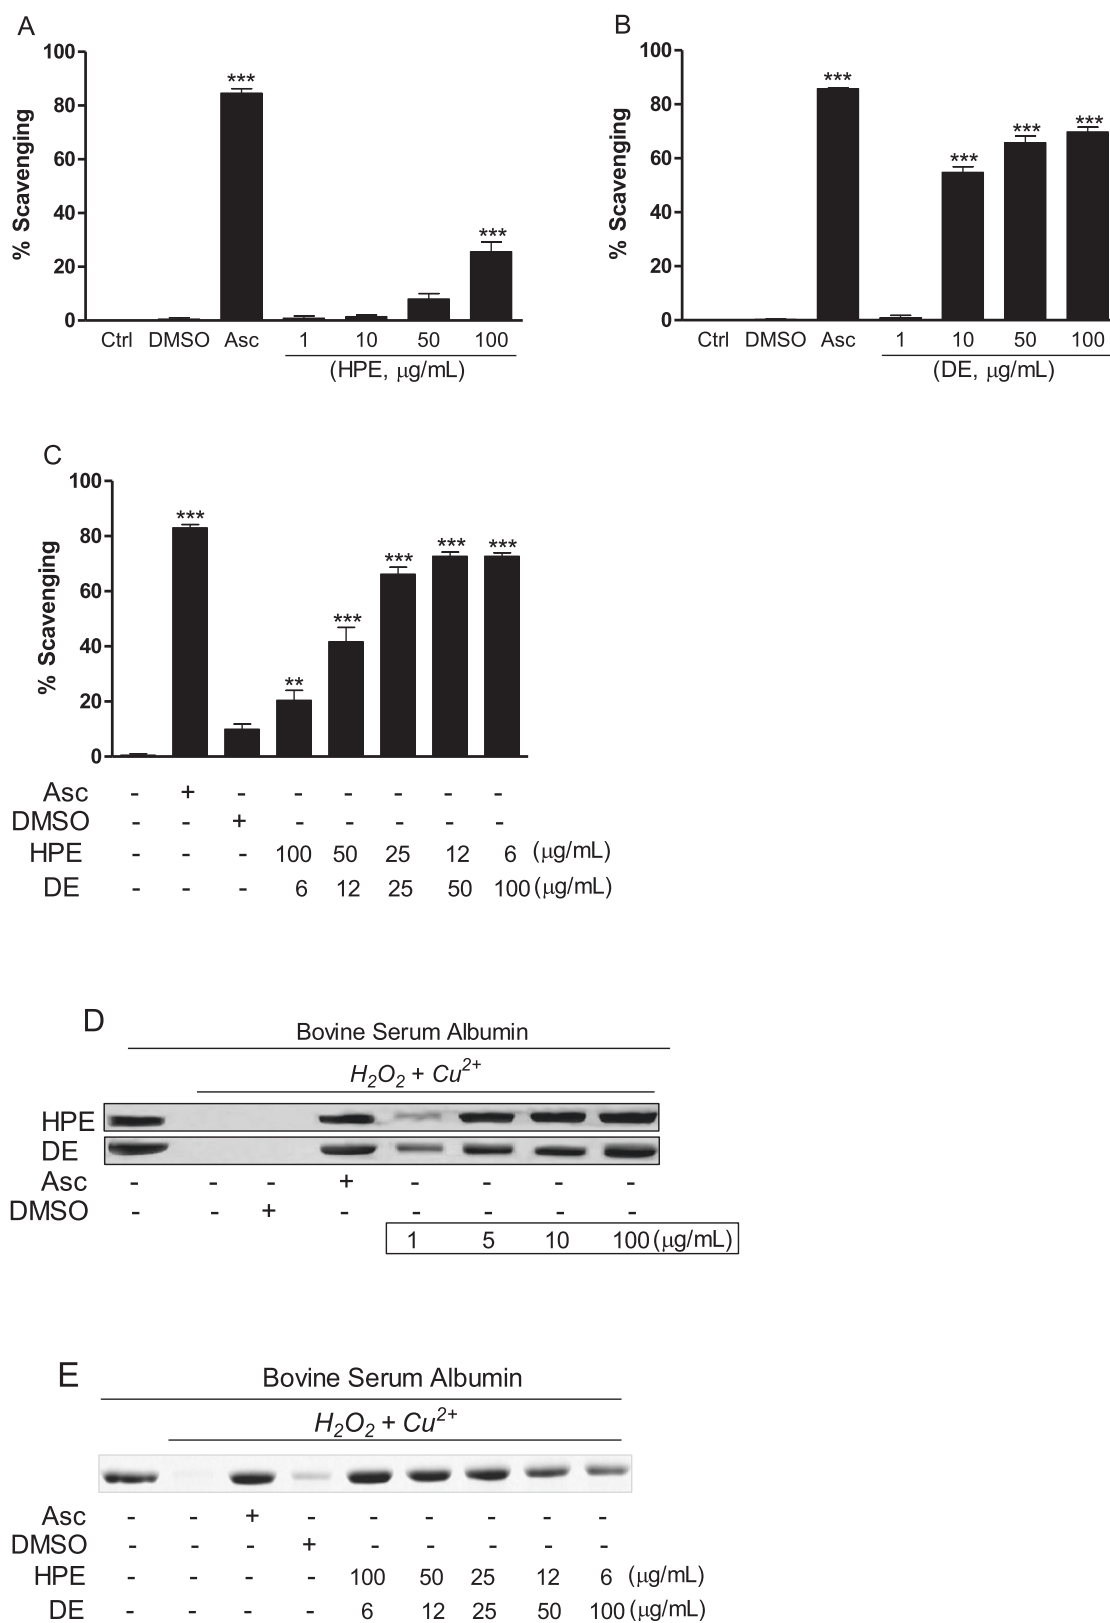 A
% Scavenging
100
80
60
40
20
0
***
***
Ctrl DMSO Asc 1 10 50 100
(HPE, μg/mL)
B
% Scavenging
100
80
60
40
20
0
***
***
***
***
Ctrl DMSO Asc 1 10 50 100
(DE, μg/mL)
C
% Scavenging
100
80
60
40
20
0
***
**
***
***
***
***
Asc - + - - - - - -
DMSO - - + - - - - -
HPE - - - 100 50 25 12 6 (μg/mL)
DE - - - 6 12 25 50 100 (μg/mL)
D
Bovine Serum Albumin
H₂O₂ + Cu²⁺
HPE
DE
Asc - - - + - - - -
DMSO - - + - - - - -
1 5 10 100 (μg/mL)
E
Bovine Serum Albumin
H₂O₂ + Cu²⁺
Asc - - + - - - - - -
DMSO - - - + - - - - -
HPE - - - - 100 50 25 12 6 (μg/mL)
DE - - - - 6 12 25 50 100 (μg/mL)